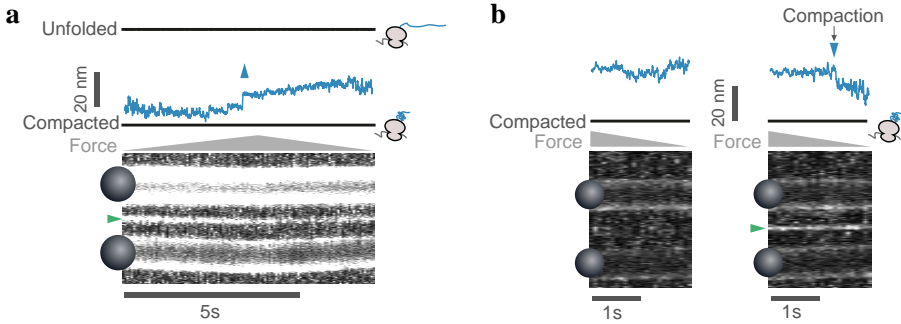 a
Unfolded
20 nm
Compacted
Force
5s
b
Compaction
20 nm
Compacted
Force
Force
1s
1s